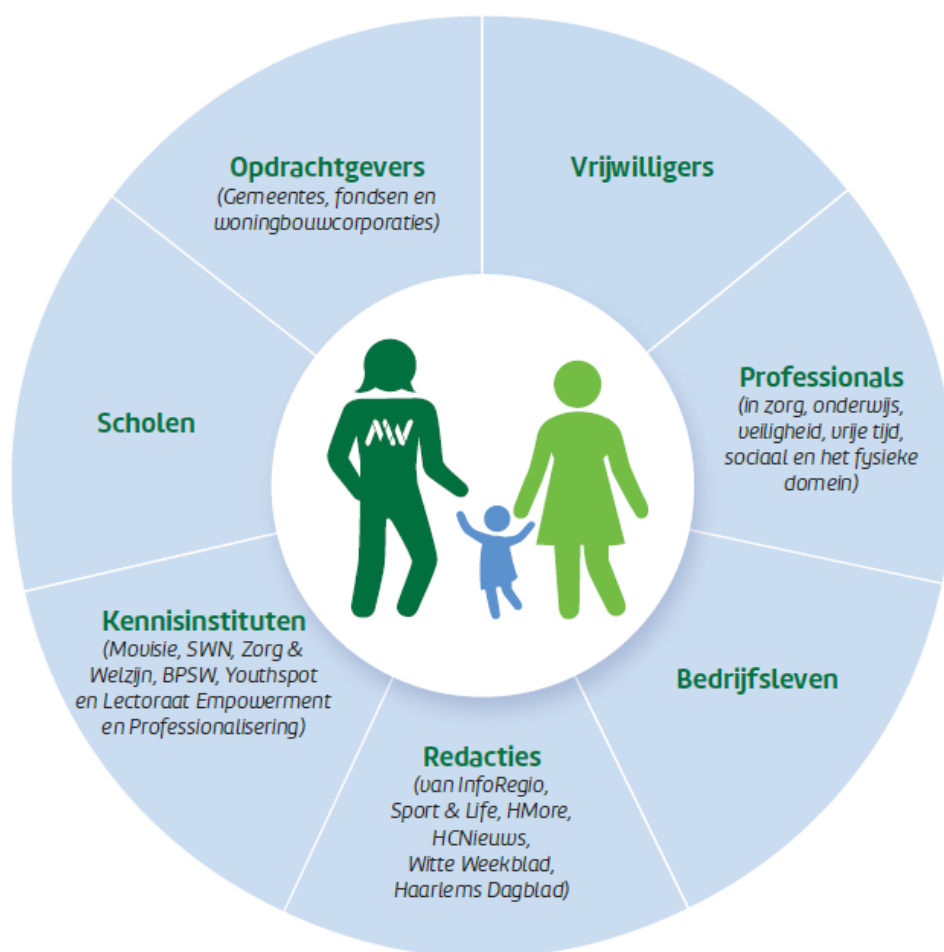 Opdrachtgevers
(Gemeentes, fondsen en
woningbouwcorporaties)
Vrijwilligers
Professionals
(in zorg, onderwijs,
veiligheid, vrije tijd,
sociaal en het fysieke
domein)
Bedrijfsleven
Redacties
(van InfoRegio,
Sport & Life, HMore,
HCNieuws,
Witte Weekblad,
Haarlems Dagblad)
Kennisinstituten
(Movisie, SWN, Zorg &
Welzijn, BPSW, Youthspot
en Lectoraat Empowerment
en Professionalisering)
Scholen
MW